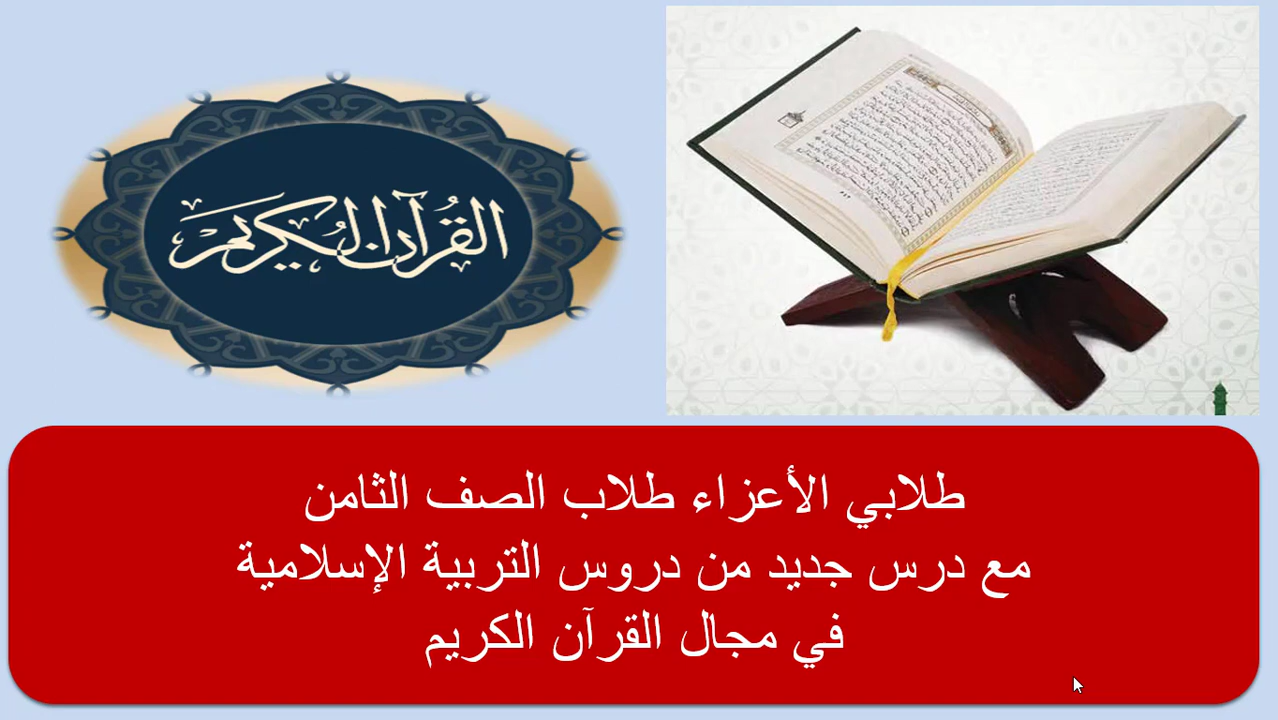 القرآن الكريم
طلابي الأعزاء طلاب الصف الثامن
مع درس جديد من دروس التربية الإسلامية
في مجال القرآن الكريم